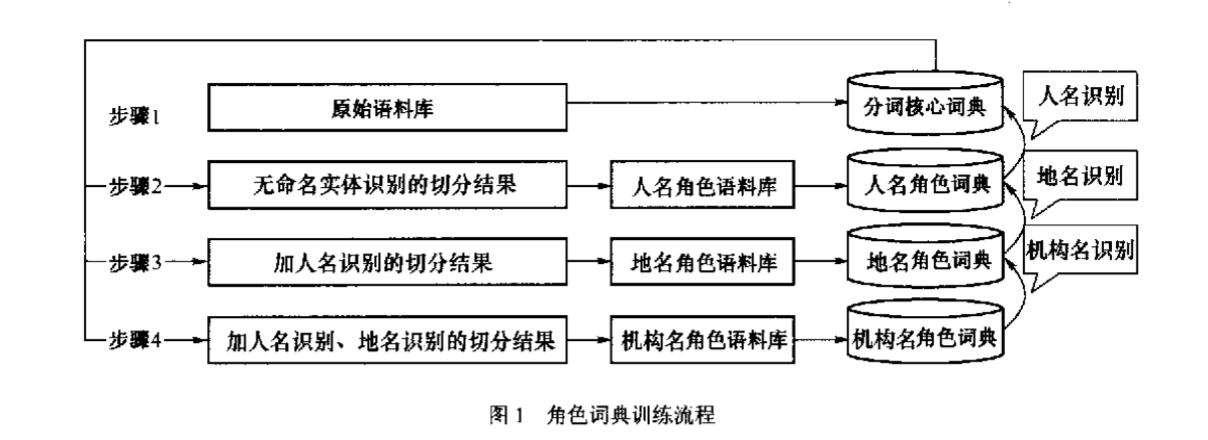 步骤1
原始语料库
分词核心词典
人名识别
步骤2
无命名实体识别的切分结果
人名角色语料库
人名角色词典
地名识别
步骤3
加人名识别的切分结果
地名角色语料库
地名角色词典
机构名识别
步骤4
加人名识别、地名识别的切分结果
机构名角色语料库
机构名角色词典
图1 角色词典训练流程